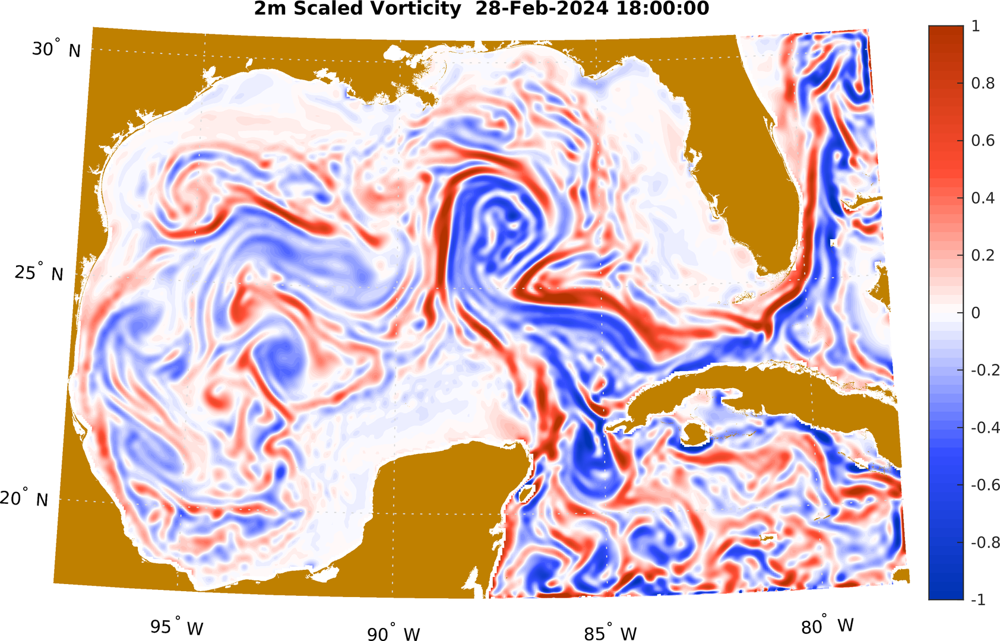 2m Scaled Vorticity  28-Feb-2024 18:00:00
30° N
25° N
20° N
95° W
90° W
85° W
80° W
1
0.8
0.6
0.4
0.2
0
-0.2
-0.4
-0.6
-0.8
-1